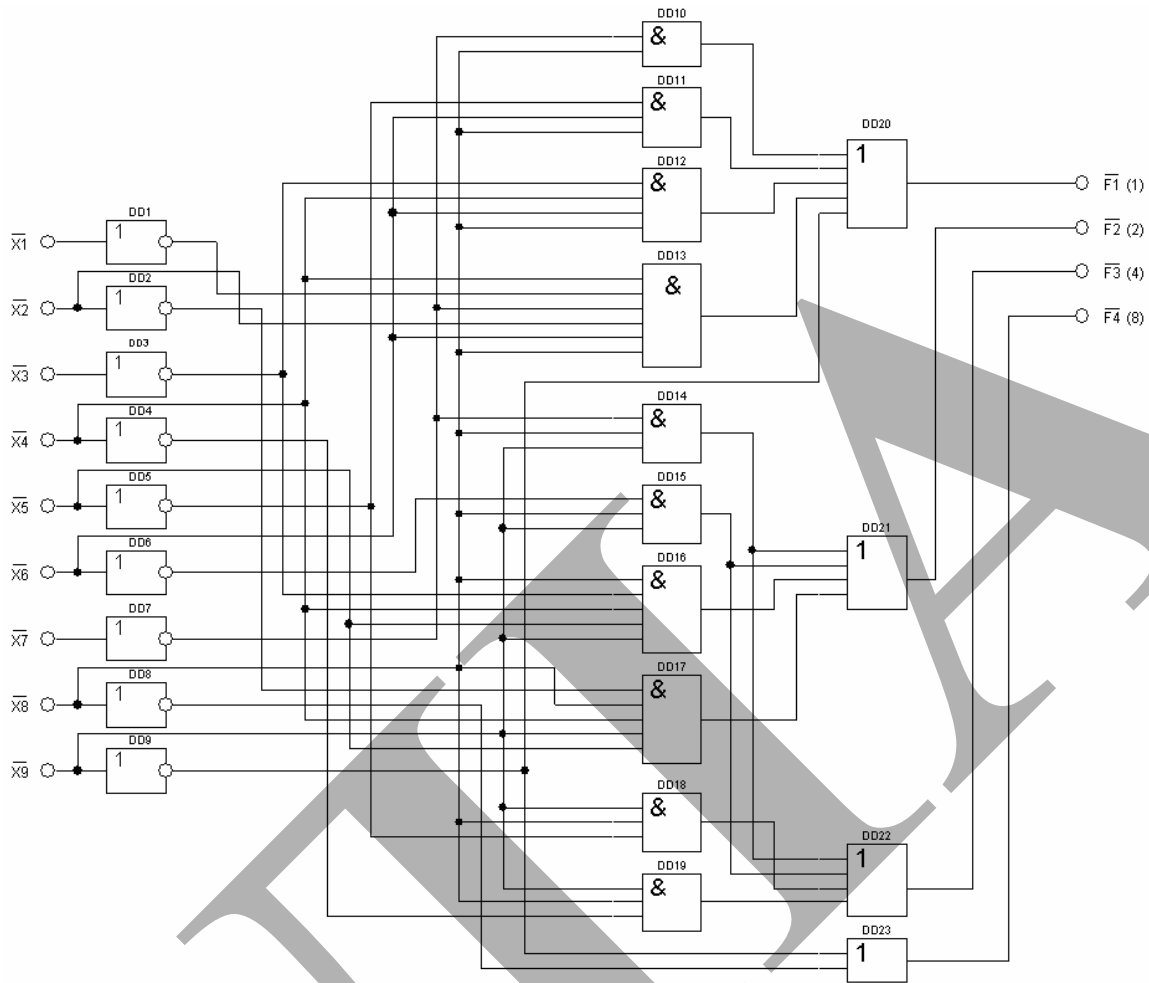 DD10
&
DD11
&
DD20
1
DD12
&
F1 (1)
DD1
1
X1
F2 (2)
DD13
&
DD2
1
X2
F3 (4)
F4 (8)
DD3
1
X3
DD4
1
X4
DD14
&
DD5
1
X5
DD15
&
DD21
1
DD6
1
X6
DD16
&
DD7
1
X7
DD8
1
X8
DD17
&
DD9
1
X9
DD18
&
DD22
1
DD19
&
DD23
1